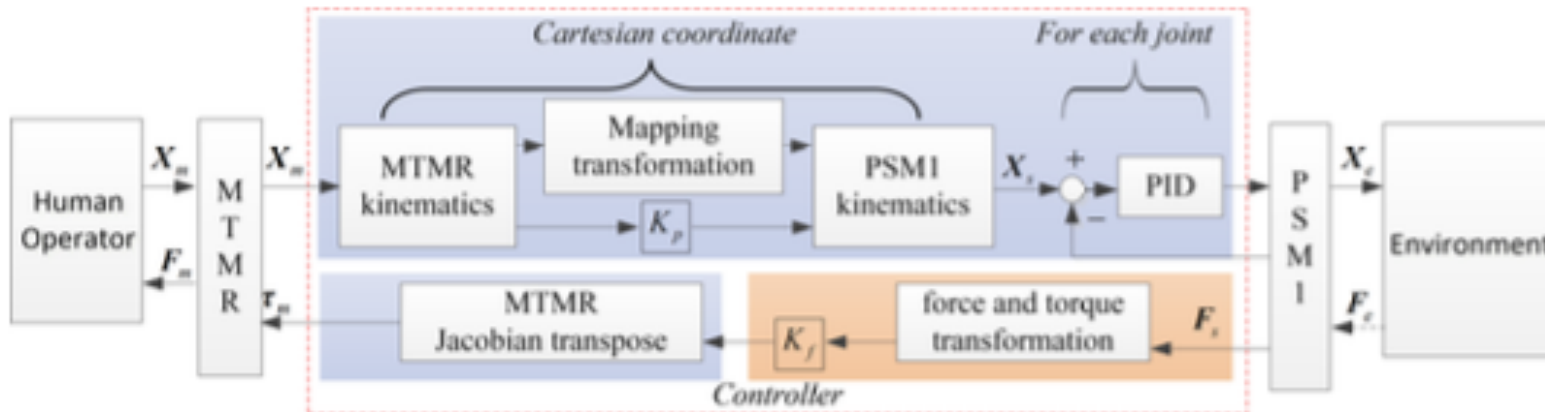 Cartesian coordinate
For each joint
Human
Operator
X_m
F_m
M
T
M
R
X_m
τ_m
MTMR
kinematics
Mapping
transformation
K_p
PSM1
kinematics
X_s
+
−
PID
P
S
M
1
X_e
F_e
Environment
MTMR
Jacobian transpose
K_f
force and torque
transformation
F_s
Controller